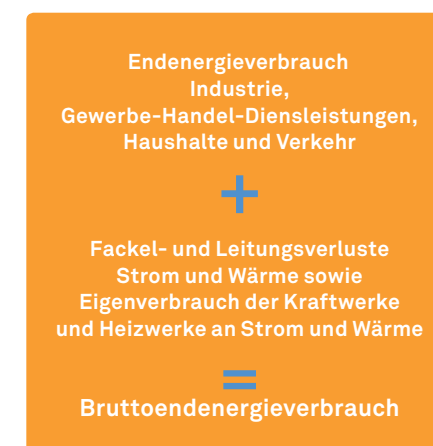 Endenergieverbrauch
Industrie,
Gewerbe-Handel-Diensleistungen,
Haushalte und Verkehr
+
Fackel- und Leitungsverluste
Strom und Wärme sowie
Eigenverbrauch der Kraftwerke
und Heizwerke an Strom und Wärme
=
Bruttoendenergieverbrauch